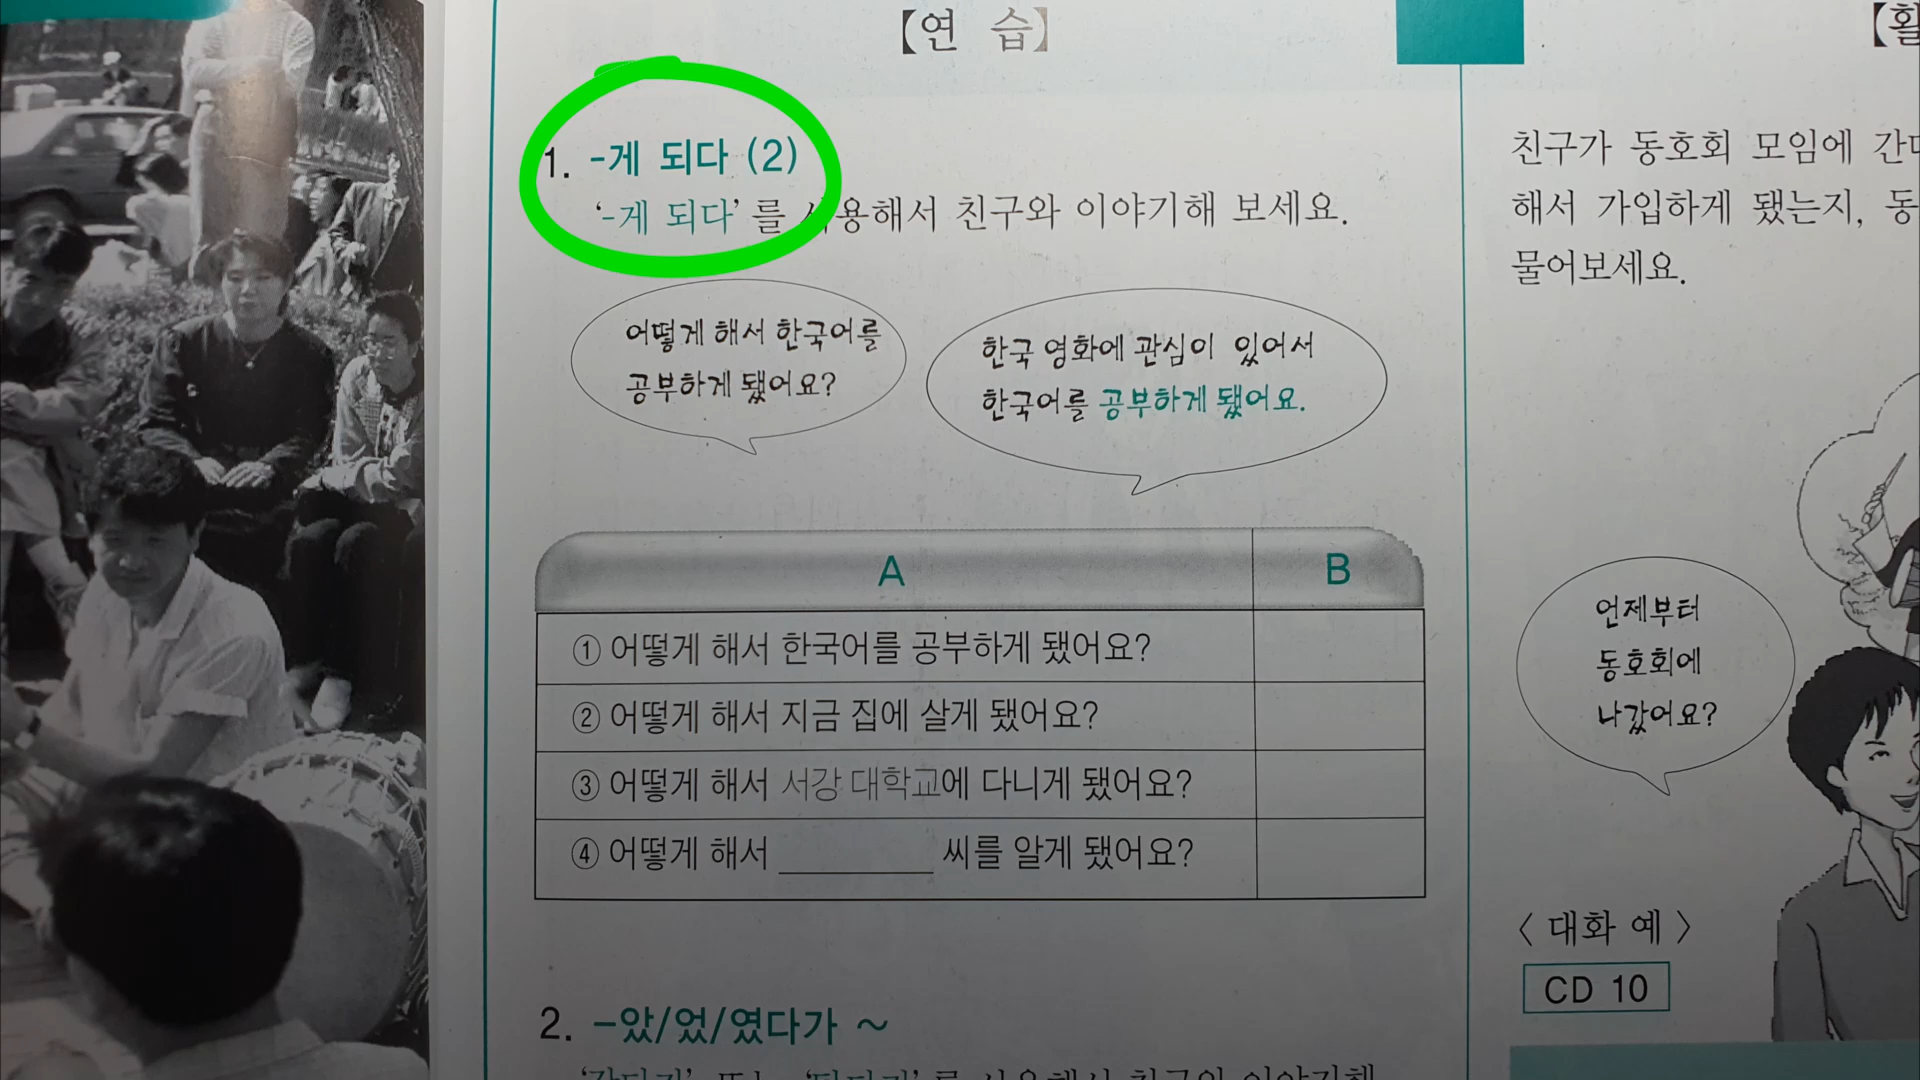 【연 습】
1. -게 되다 (2)
‘-게 되다’를 사용해서 친구와 이야기해 보세요.
어떻게 해서 한국어를
공부하게 됐어요?
한국 영화에 관심이 있어서
한국어를 공부하게 됐어요.
A B
① 어떻게 해서 한국어를 공부하게 됐어요?
② 어떻게 해서 지금 집에 살게 됐어요?
③ 어떻게 해서 서강 대학교에 다니게 됐어요?
④ 어떻게 해서 ________ 씨를 알게 됐어요?
2. -았/었/였다가 ~
친구와
친구가 동호회 모임에
해서 가입하게 됐는지,
물어보세요.
언제부터
동호회에
나갔어요?
〈 대화 예 〉
CD 10